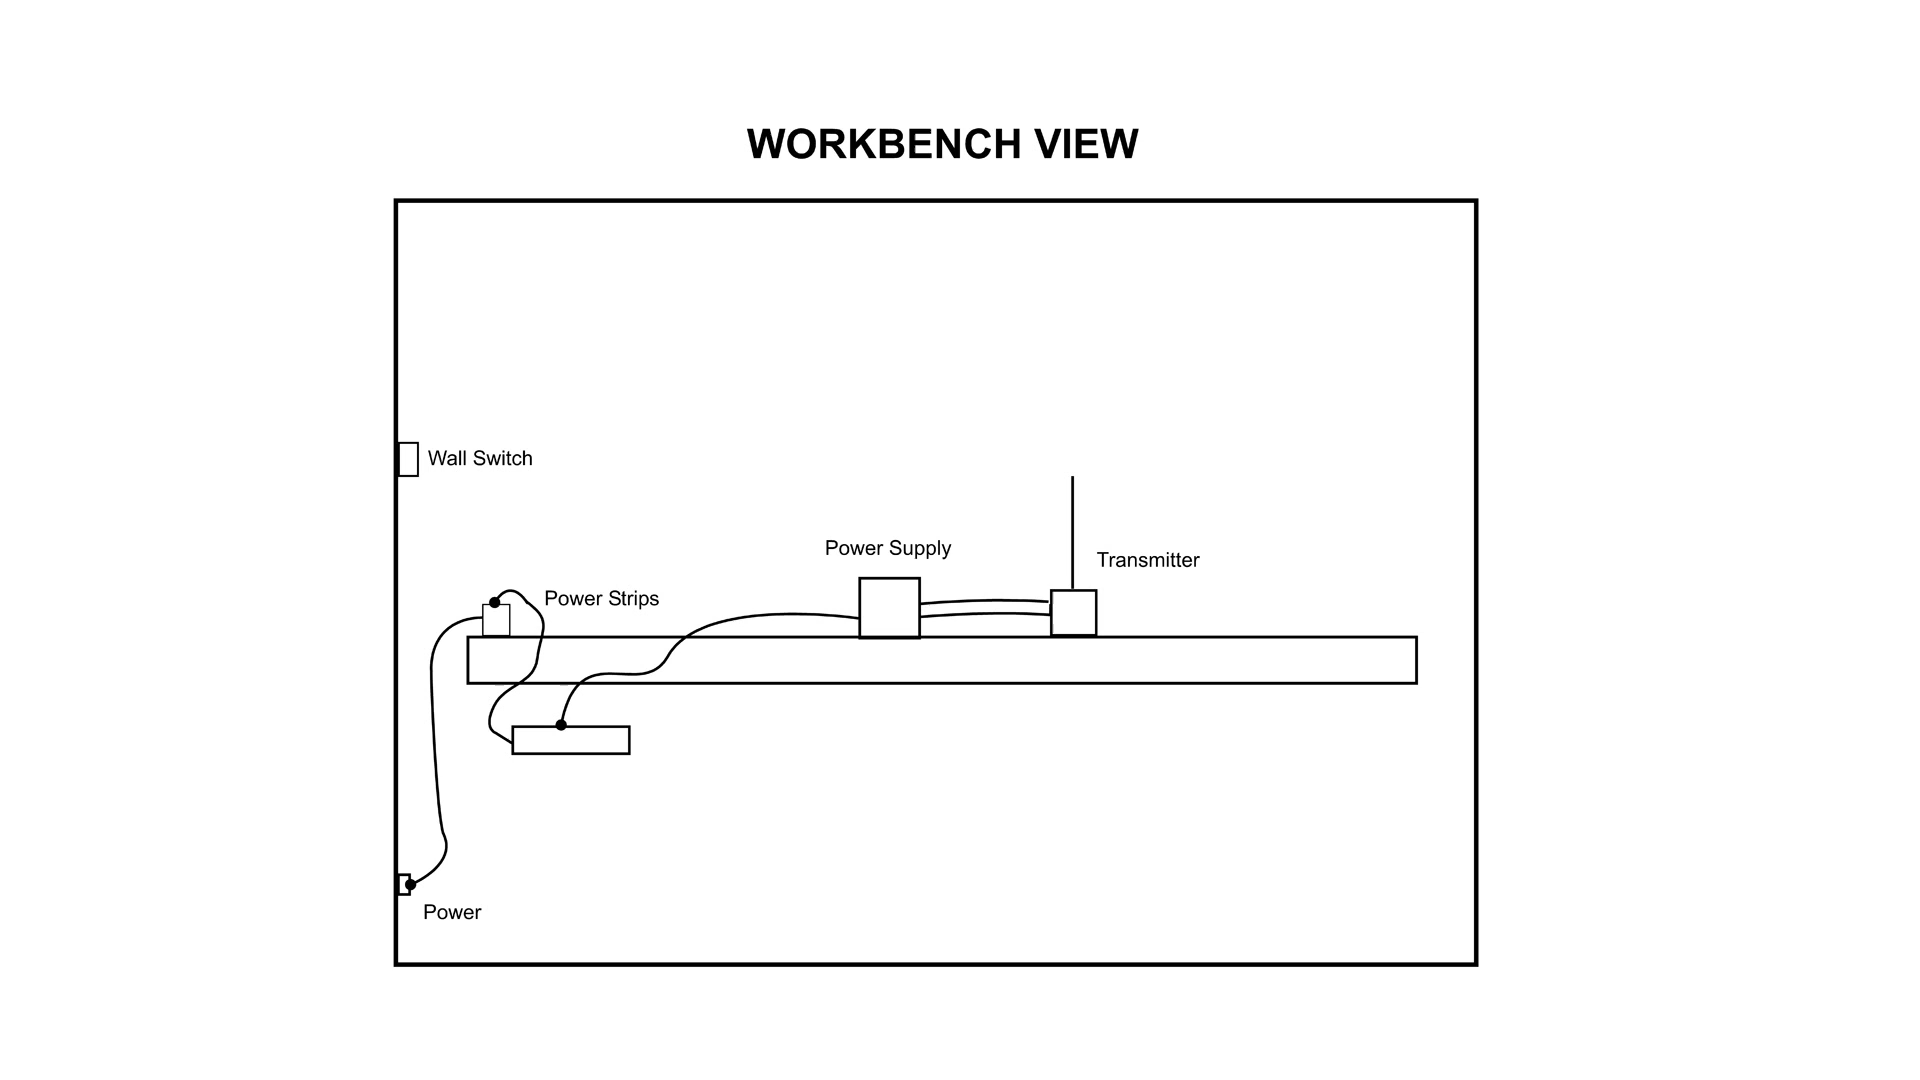 WORKBENCH VIEW
Wall Switch
Power Supply
Transmitter
Power Strips
Power